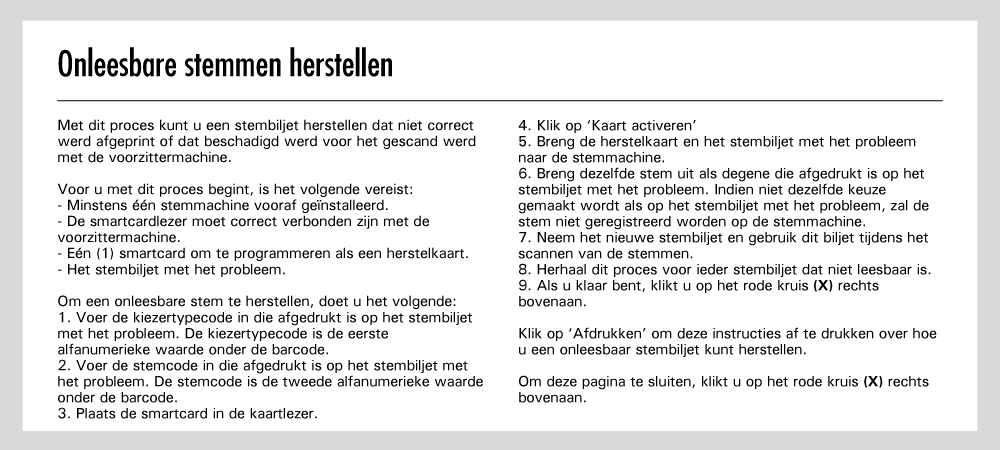 Onleesbare stemmen herstellen
Met dit proces kunt u een stembiljet herstellen dat niet correct
werd afgeprint of dat beschadigd werd voor het gescand werd
met de voorzittermachine.
Voor u met dit proces begint, is het volgende vereist:
- Minstens één stemmachine vooraf geïnstalleerd.
- De smartcardlezer moet correct verbonden zijn met de
voorzittermachine.
- Eén (1) smartcard om te programmeren als een herstelkaart.
- Het stembiljet met het probleem.
Om een onleesbare stem te herstellen, doet u het volgende:
1. Voer de kiezertypecode in die afgedrukt is op het stembiljet
met het probleem. De kiezertypecode is de eerste
alfanumerieke waarde onder de barcode.
2. Voer de stemcode in die afgedrukt is op het stembiljet met
het probleem. De stemcode is de tweede alfanumerieke waarde
onder de barcode.
3. Plaats de smartcard in de kaartlezer.
4. Klik op ‘Kaart activeren’
5. Breng de herstelkaart en het stembiljet met het probleem
naar de stemmachine.
6. Breng dezelfde stem uit als degene die afgedrukt is op het
stembiljet met het probleem. Indien niet dezelfde keuze
gemaakt wordt als op het stembiljet met het probleem, zal de
stem niet geregistreerd worden op de stemmachine.
7. Neem het nieuwe stembiljet en gebruik dit biljet tijdens het
scannen van de stemmen.
8. Herhaal dit proces voor ieder stembiljet dat niet leesbaar is.
9. Als u klaar bent, klikt u op het rode kruis (X) rechts
bovenaan.
Klik op ‘Afdrukken’ om deze instructies af te drukken over hoe
u een onleesbaar stembiljet kunt herstellen.
Om deze pagina te sluiten, klikt u op het rode kruis (X) rechts
bovenaan.